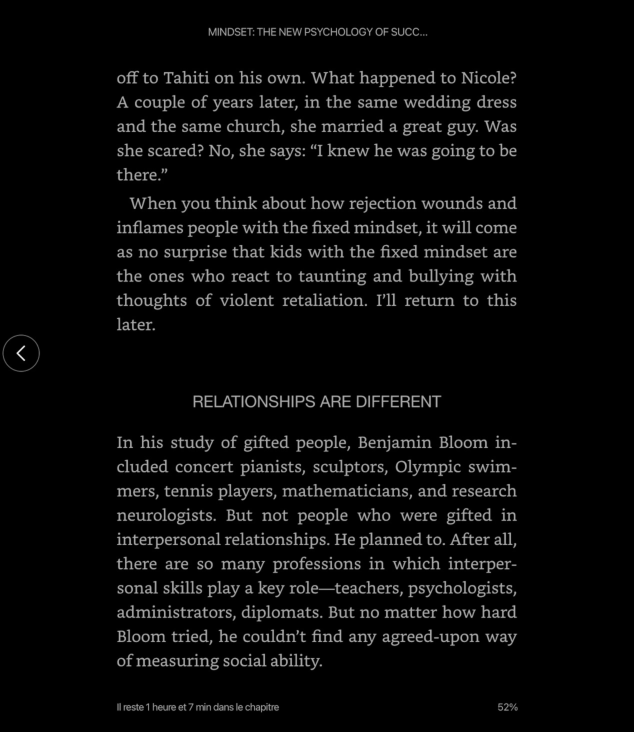 MINDSET: THE NEW PSYCHOLOGY OF SUCC...
off to Tahiti on his own. What happened to Nicole?
A couple of years later, in the same wedding dress
and the same church, she married a great guy. Was
she scared? No, she says: “I knew he was going to be
there.”
When you think about how rejection wounds and
inflames people with the fixed mindset, it will come
as no surprise that kids with the fixed mindset are
the ones who react to taunting and bullying with
thoughts of violent retaliation. I’ll return to this
later.
RELATIONSHIPS ARE DIFFERENT
In his study of gifted people, Benjamin Bloom in-
cluded concert pianists, sculptors, Olympic swim-
mers, tennis players, mathematicians, and research
neurologists. But not people who were gifted in
interpersonal relationships. He planned to. After all,
there are so many professions in which interper-
sonal skills play a key role—teachers, psychologists,
administrators, diplomats. But no matter how hard
Bloom tried, he couldn’t find any agreed-upon way
of measuring social ability.
Il reste 1 heure et 7 min dans le chapitre 52%